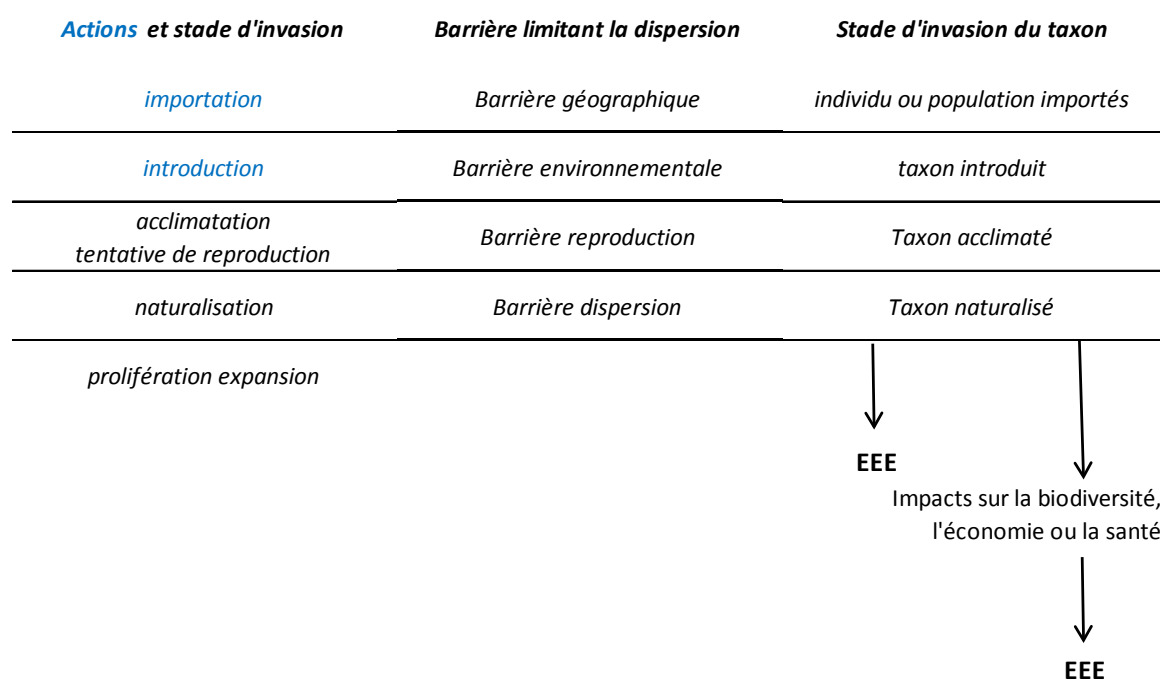 Actions et stade d'invasion Barrière limitant la dispersion Stade d'invasion du taxon
importation Barrière géographique individu ou population importés
introduction Barrière environnementale taxon introduit
acclimatation
tentative de reproduction Barrière reproduction Taxon acclimaté
naturalisation Barrière dispersion Taxon naturalisé
prolifération expansion
EEE
Impacts sur la biodiversité,
l'économie ou la santé
EEE